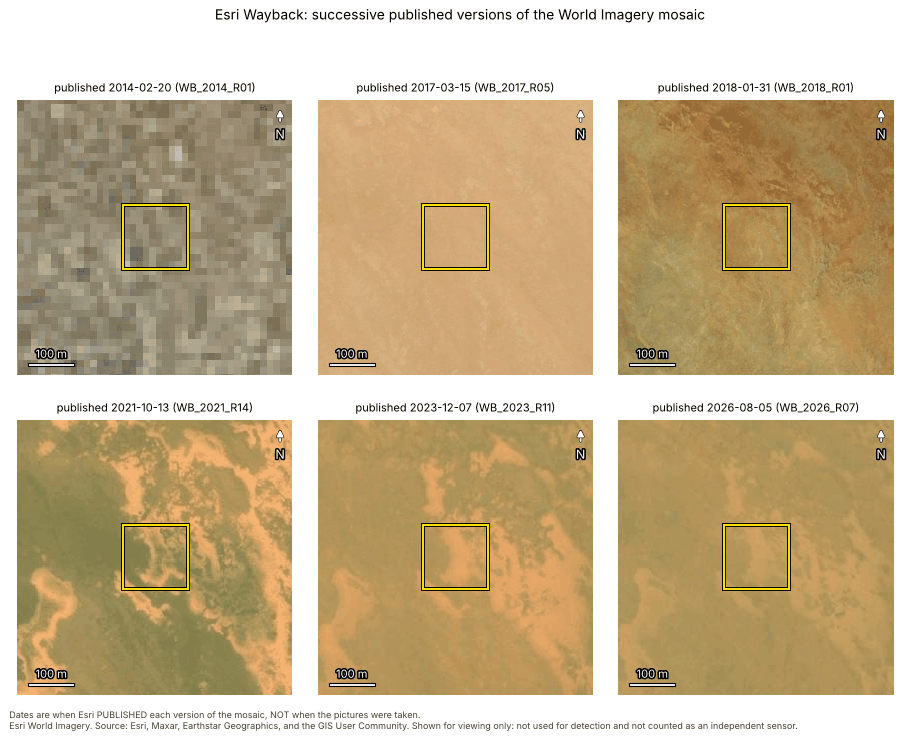 Esri Wayback: successive published versions of the World Imagery mosaic
published 2014-02-20 (WB_2014_R01)
published 2017-03-15 (WB_2017_R05)
published 2018-01-31 (WB_2018_R01)
N
N
N
100 m
100 m
100 m
published 2021-10-13 (WB_2021_R14)
published 2023-12-07 (WB_2023_R11)
published 2026-08-05 (WB_2026_R07)
N
N
N
100 m
100 m
100 m
Dates are when Esri PUBLISHED each version of the mosaic, NOT when the pictures were taken.
Esri World Imagery. Source: Esri, Maxar, Earthstar Geographics, and the GIS User Community. Shown for viewing only: not used for detection and not counted as an independent sensor.